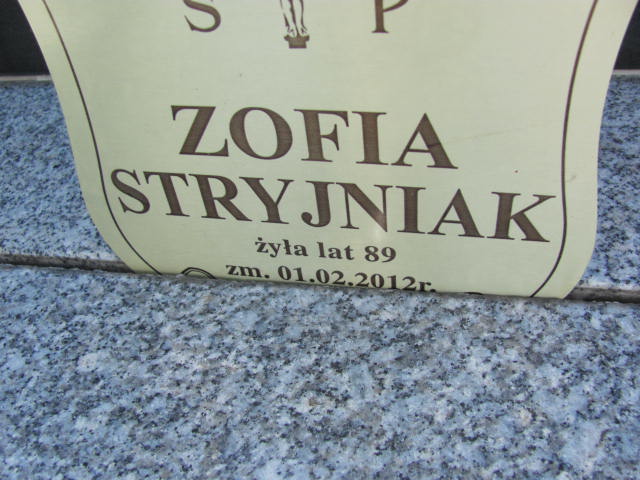 S P
ZOFIA
STRYJNIAK
żyła lat 89
zm. 01.02.2012r.